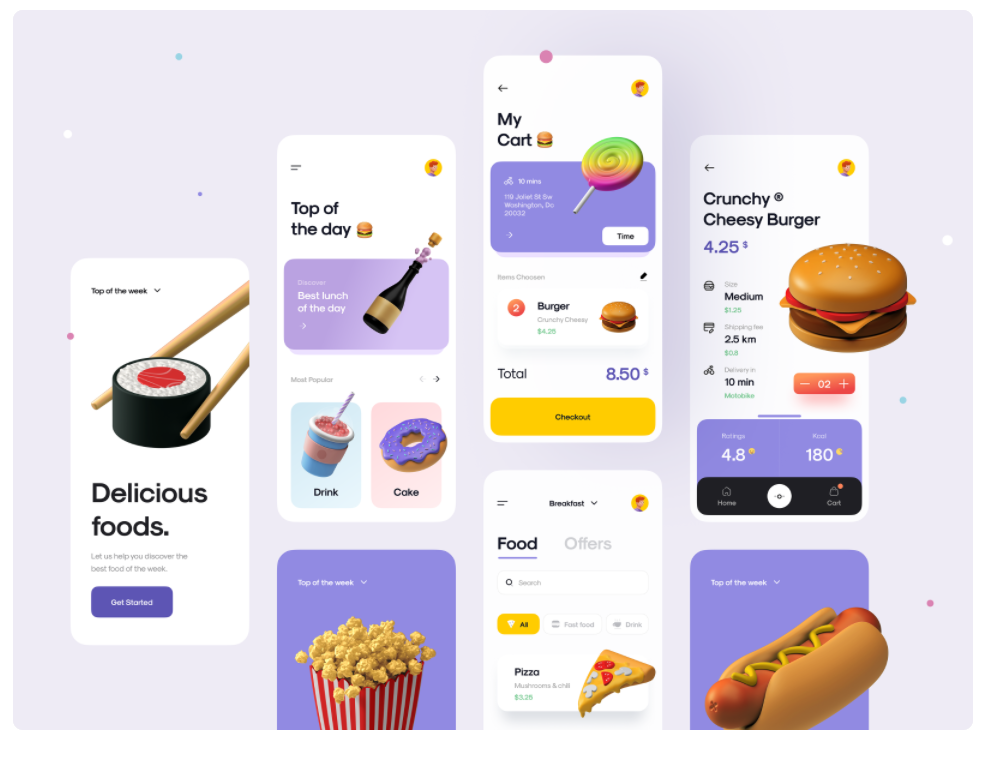 Top of the week
Delicious
foods.
Let us help you discover the
best food of the week.
Get Started
Top of
the day
Discover
Best lunch
of the day
Most Popular
Drink
Cake
Top of the week
My
Cart
10 mins
119 Joliet St Sw
Washington, Dc
20032
Time
Items Choosen
2
Burger
Crunchy Cheesy
$4.25
Total
8.50 $
Checkout
Breakfast
Food
Offers
Search
All
Fast food
Drink
Pizza
Mushrooms & chill
$3.25
Crunchy ®
Cheesy Burger
4.25 $
Size
Medium
$1.25
Shipping fee
2.5 km
$0.8
Delivery in
10 min
Motobike
02
Ratings
4.8
Kcal
180
Home
Cart
Top of the week